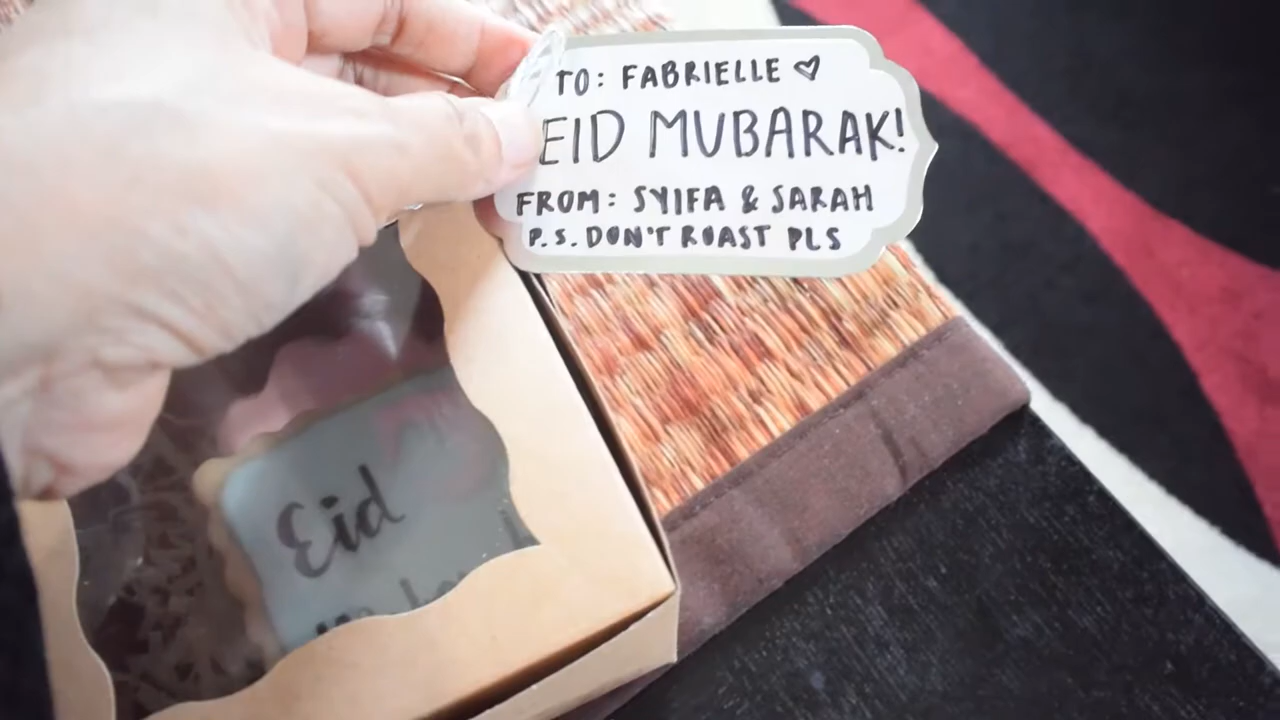 TO: FABRIELLE ♡
EID MUBARAK!
FROM: SYIFA & SARAH
P.S. DON'T ROAST PLS
Eid